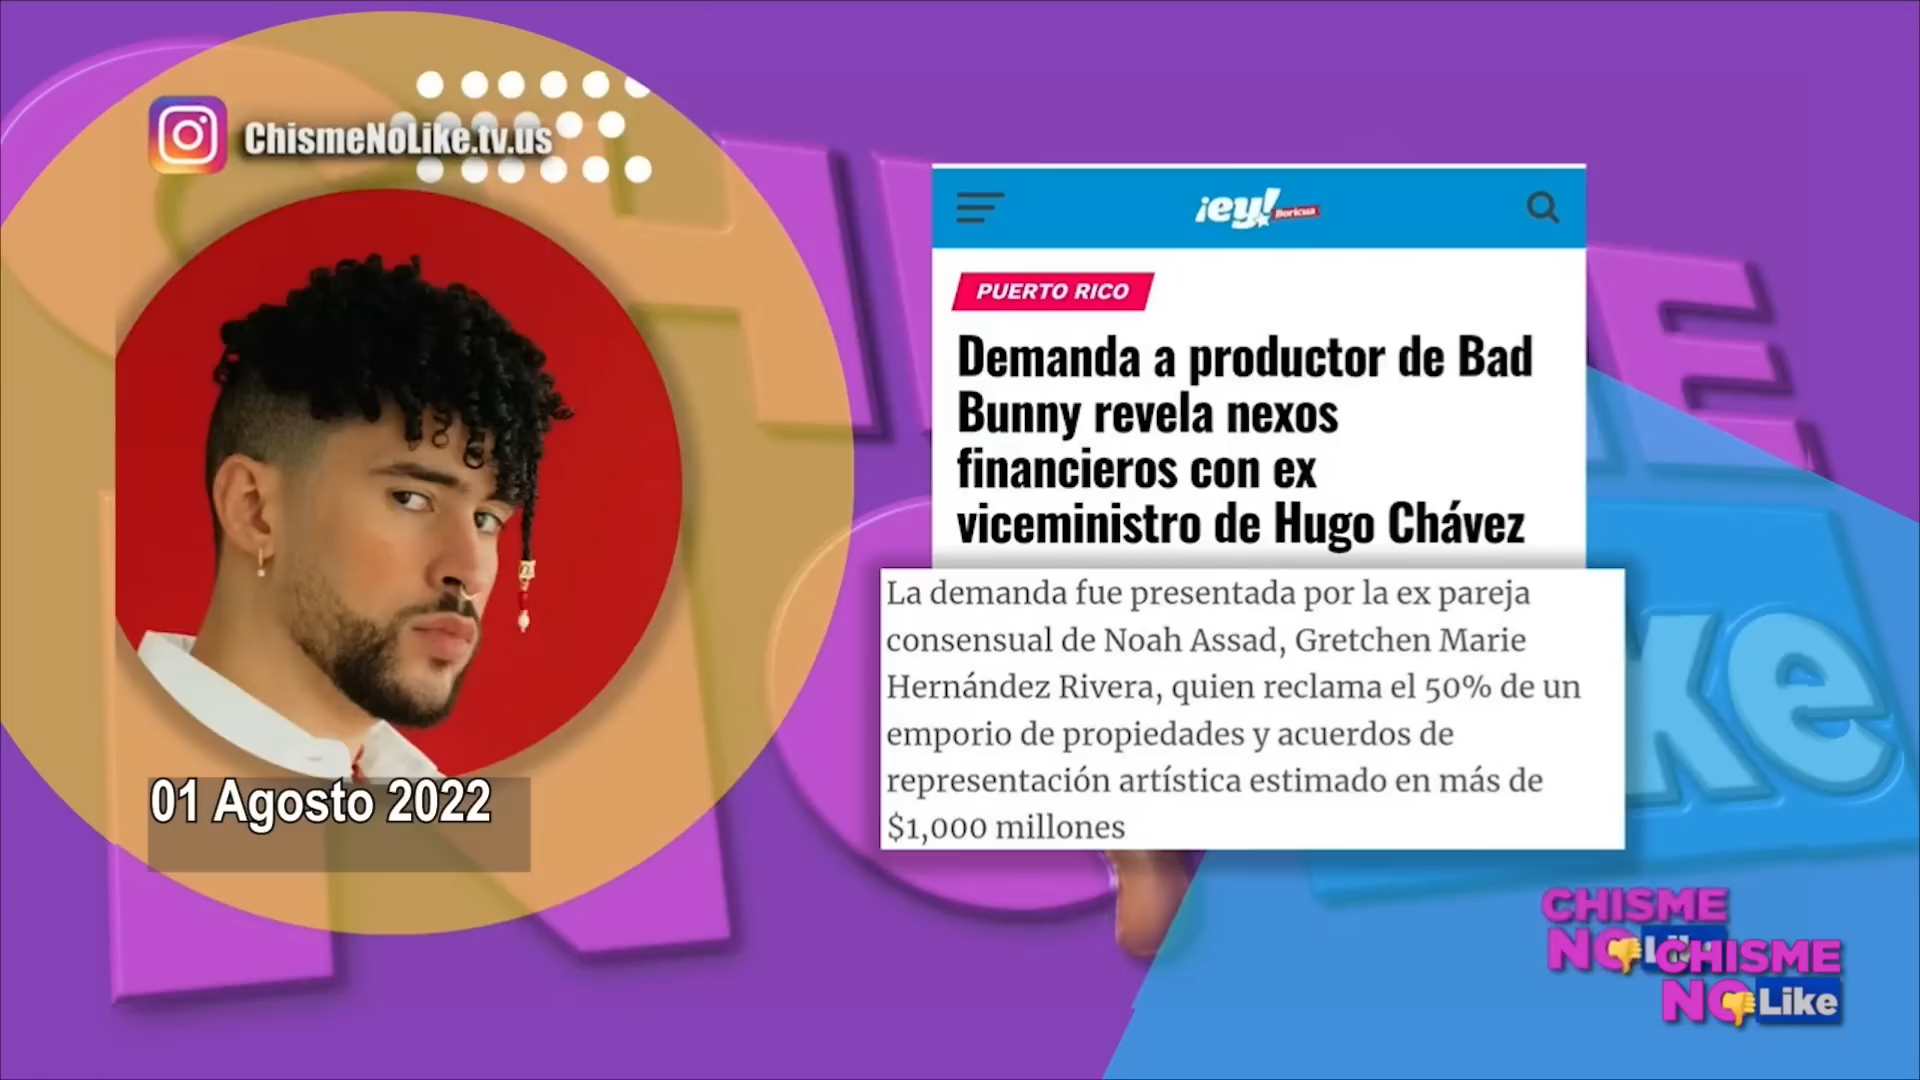 ChismeNoLike.tv.us
¡ey! Boricua
PUERTO RICO
Demanda a productor de Bad
Bunny revela nexos
financieros con ex
viceministro de Hugo Chávez
La demanda fue presentada por la ex pareja
consensual de Noah Assad, Gretchen Marie
Hernández Rivera, quien reclama el 50% de un
emporio de propiedades y acuerdos de
representación artística estimado en más de
$1,000 millones
01 Agosto 2022
CHISME
NO
CHISME
NO Like